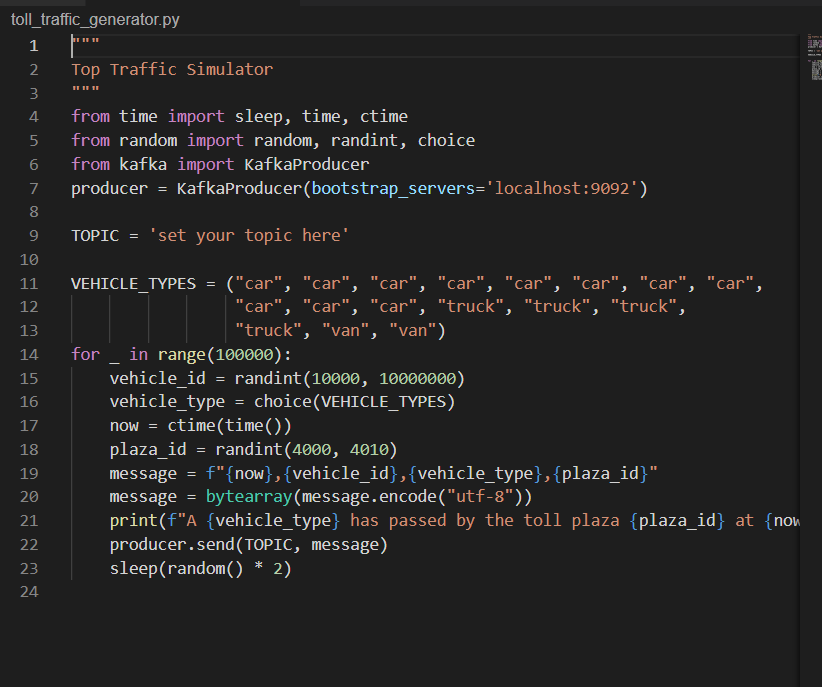 toll_traffic_generator.py
1 """
2 Top Traffic Simulator
3 """
4 from time import sleep, time, ctime
5 from random import random, randint, choice
6 from kafka import KafkaProducer
7 producer = KafkaProducer(bootstrap_servers='localhost:9092')
8
9 TOPIC = 'set your topic here'
10
11 VEHICLE_TYPES = ("car", "car", "car", "car", "car", "car", "car", "car",
12 "car", "car", "car", "truck", "truck", "truck",
13 "truck", "van", "van")
14 for _ in range(100000):
15 vehicle_id = randint(10000, 10000000)
16 vehicle_type = choice(VEHICLE_TYPES)
17 now = ctime(time())
18 plaza_id = randint(4000, 4010)
19 message = f"{now},{vehicle_id},{vehicle_type},{plaza_id}"
20 message = bytearray(message.encode("utf-8"))
21 print(f"A {vehicle_type} has passed by the toll plaza {plaza_id} at {now
22 producer.send(TOPIC, message)
23 sleep(random() * 2)
24